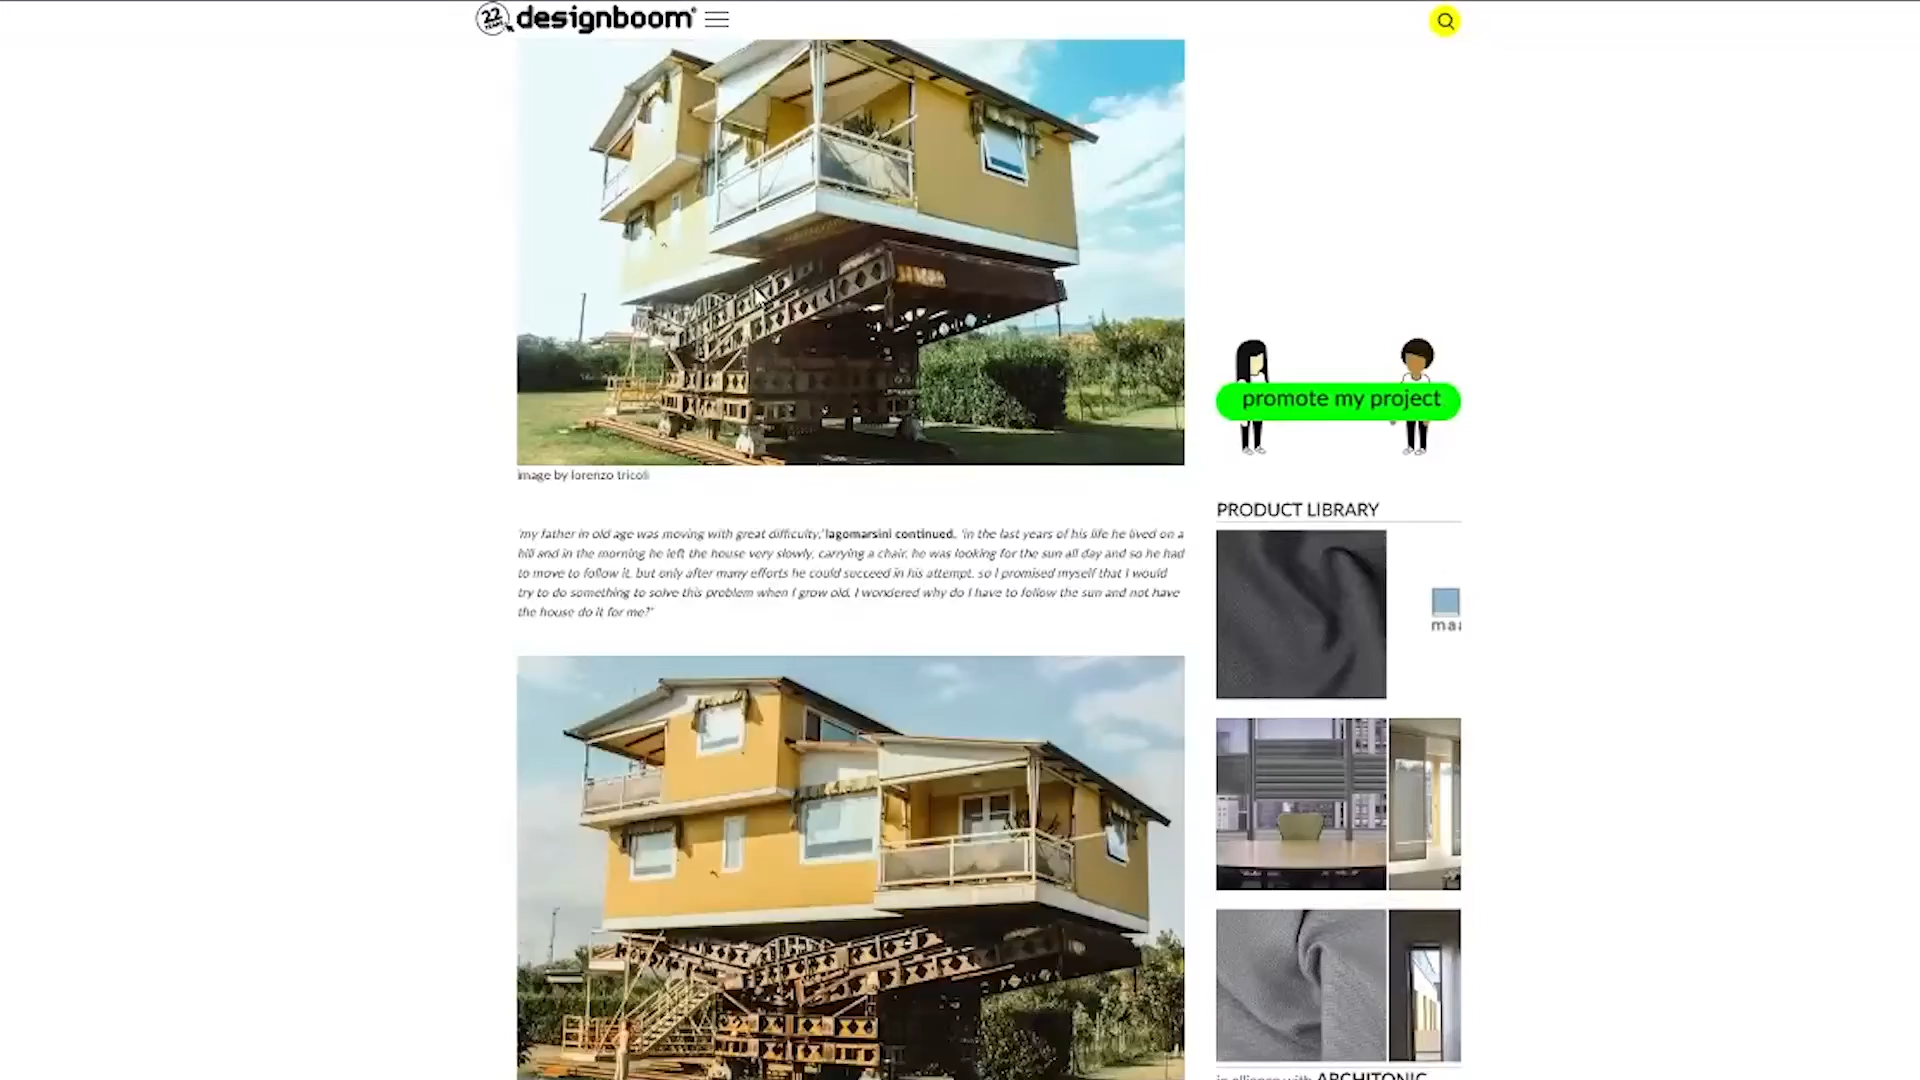 22
YEARS
designboom®
promote my project
image by lorenzo tricoli
'my father in old age was moving with great difficulty,' lagomarsini continued. 'in the last years of his life he lived on a
hill and in the morning he left the house very slowly, carrying a chair. he was looking for the sun all day and so he had
to move to follow it, but only after many efforts he could succeed in his attempt. so I promised myself that I would
try to do something to solve this problem when I grow old. I wondered why do I have to follow the sun and not have
the house do it for me?'
PRODUCT LIBRARY
in alliance with ARCHITONIC